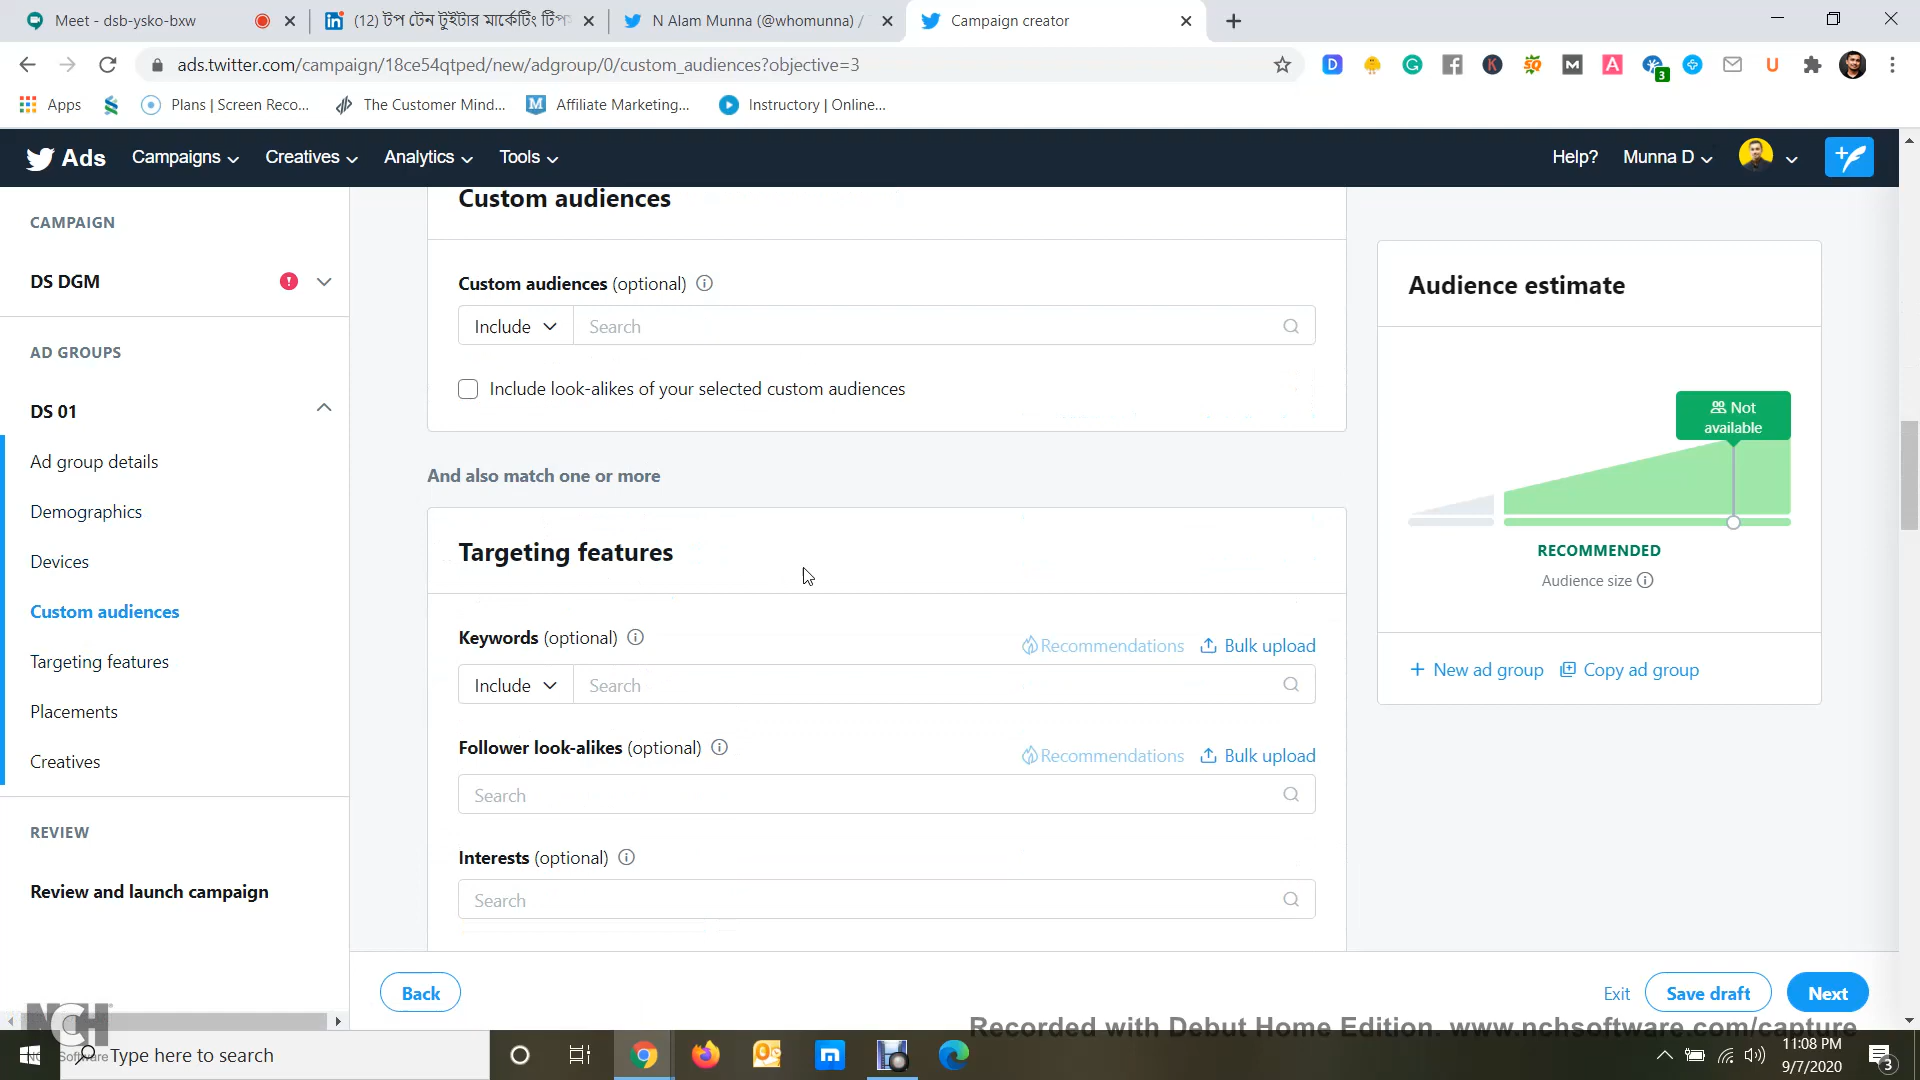 Meet - dsb-ysko-bxw
(12) টপ টেন টুইটার মার্কেটিং টিপস
N Alam Munna (@whomunna) /
Campaign creator
ads.twitter.com/campaign/18ce54qtped/new/adgroup/0/custom_audiences?objective=3
Apps
Plans | Screen Reco...
The Customer Mind...
Affiliate Marketing...
Instructory | Online...
Ads
Campaigns
Creatives
Analytics
Tools
Help?
Munna D
CAMPAIGN
DS DGM
AD GROUPS
DS 01
Ad group details
Demographics
Devices
Custom audiences
Targeting features
Placements
Creatives
REVIEW
Review and launch campaign
Custom audiences
Custom audiences (optional)
Include
Search
Include look-alikes of your selected custom audiences
And also match one or more
Targeting features
Keywords (optional)
Recommendations
Bulk upload
Include
Search
Follower look-alikes (optional)
Recommendations
Bulk upload
Search
Interests (optional)
Search
Audience estimate
Not
available
RECOMMENDED
Audience size
New ad group
Copy ad group
Back
Exit
Save draft
Next
NCH
Software
Recorded with Debut Home Edition. www.nchsoftware.com/capture
Type here to search
11:08 PM
9/7/2020
3